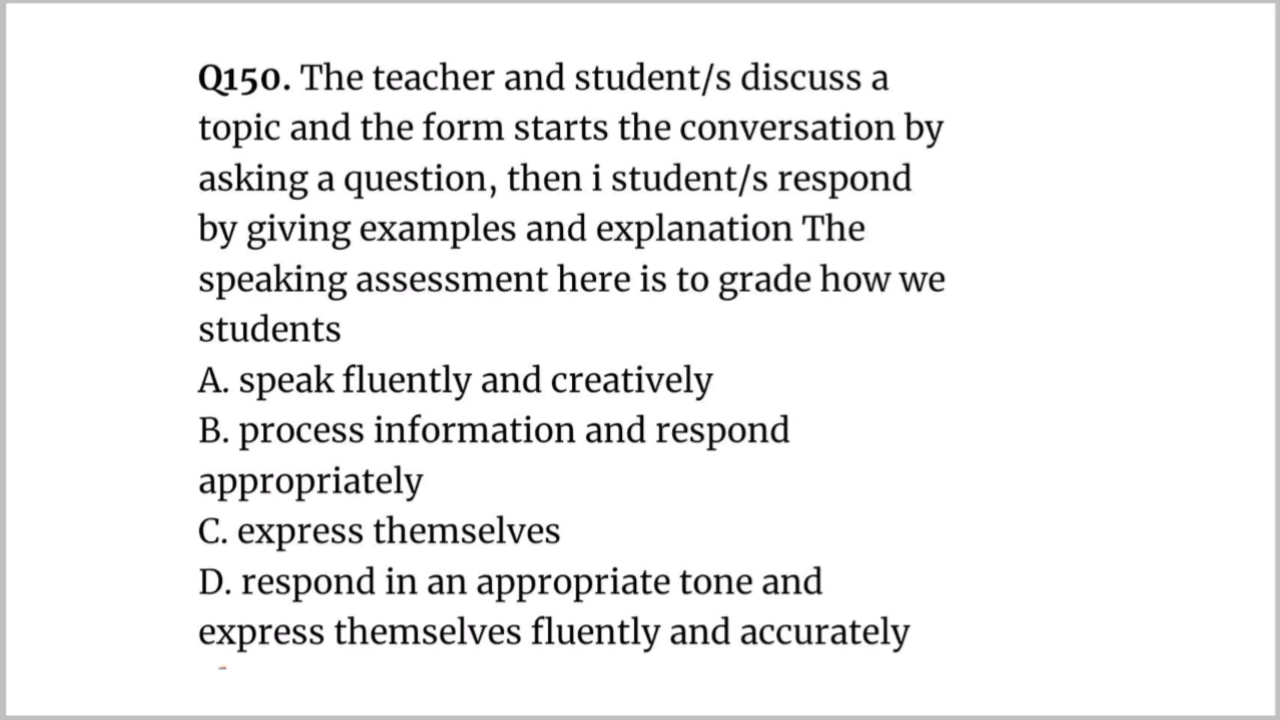 Q150. The teacher and student/s discuss a
topic and the form starts the conversation by
asking a question, then i student/s respond
by giving examples and explanation The
speaking assessment here is to grade how we
students
A. speak fluently and creatively
B. process information and respond
appropriately
C. express themselves
D. respond in an appropriate tone and
express themselves fluently and accurately